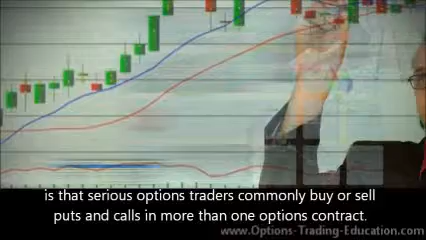 is that serious options traders commonly buy or sell
puts and calls in more than one options contract.
www.Options-Trading-Education.com